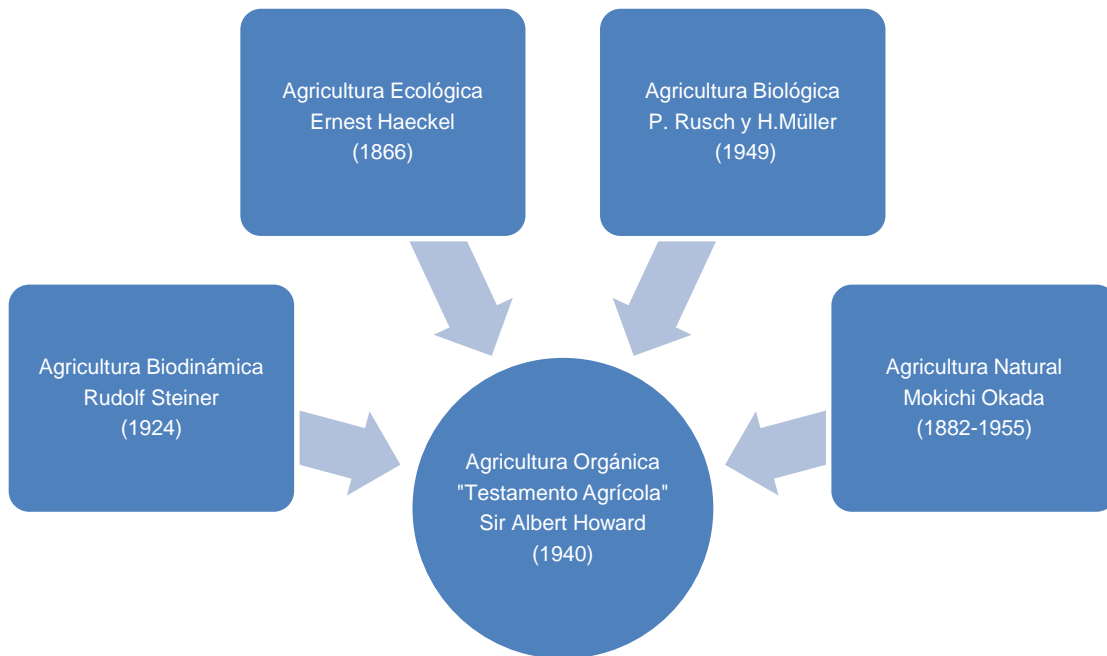 Agricultura Ecológica
Ernest Haeckel
(1866)
Agricultura Biológica
P. Rusch y H.Müller
(1949)
Agricultura Biodinámica
Rudolf Steiner
(1924)
Agricultura Natural
Mokichi Okada
(1882-1955)
Agricultura Orgánica
"Testamento Agrícola"
Sir Albert Howard
(1940)